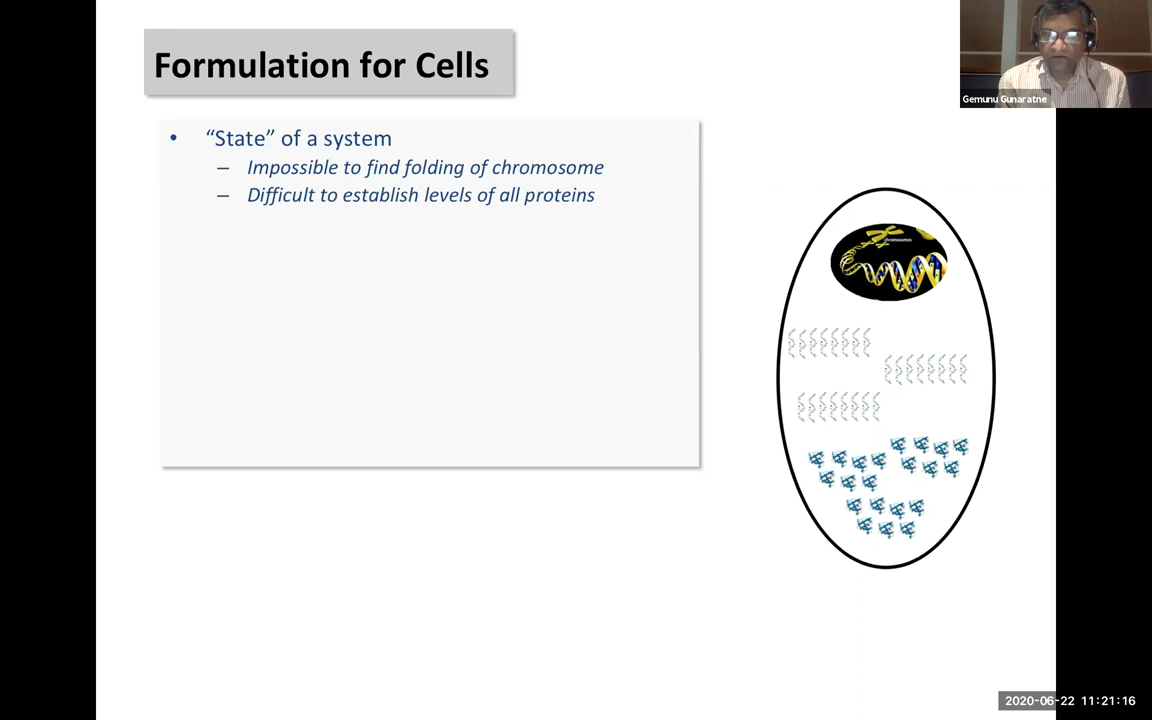 Formulation for Cells
Gemunu Gunaratne
• “State” of a system
– Impossible to find folding of chromosome
– Difficult to establish levels of all proteins
chromosomes
2020-06-22 11:21:16